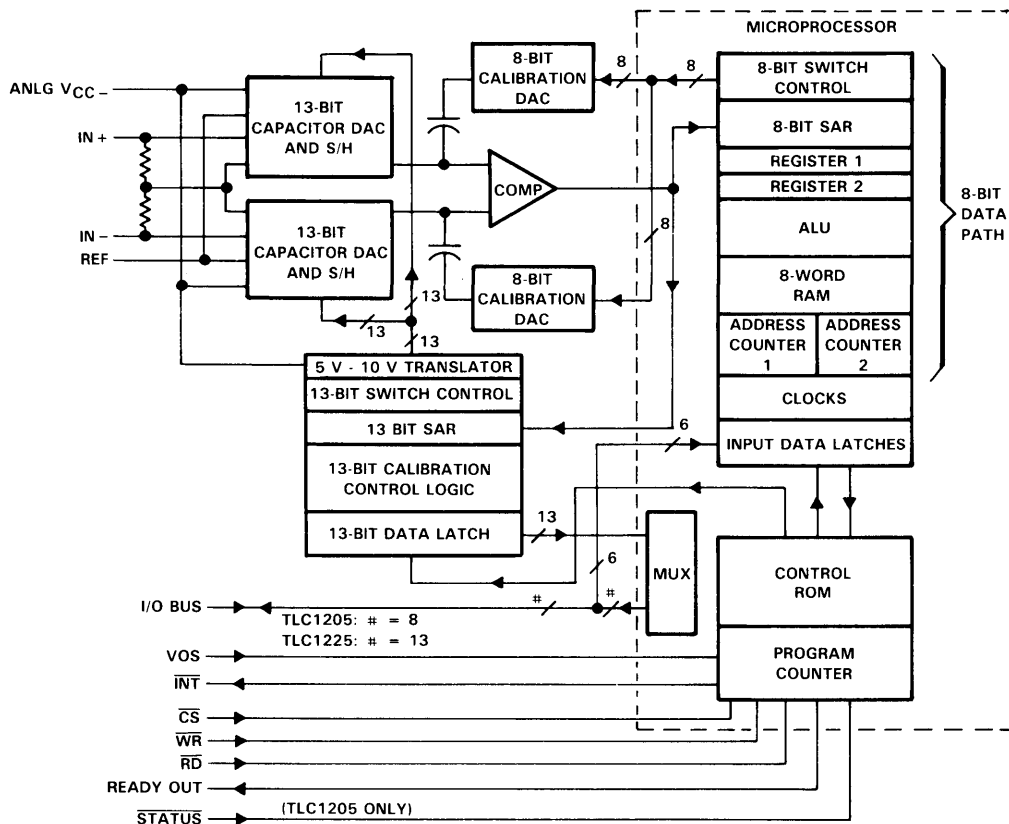 MICROPROCESSOR
ANLG VCC-
IN +
IN -
REF
13-BIT
CAPACITOR DAC
AND S/H
13-BIT
CAPACITOR DAC
AND S/H
8-BIT
CALIBRATION
DAC
8
8
COMP
8
8-BIT
CALIBRATION
DAC
13
13
13
8-BIT SWITCH
CONTROL
8-BIT SAR
REGISTER 1
REGISTER 2
ALU
8-WORD
RAM
ADDRESS
COUNTER
1
ADDRESS
COUNTER
2
CLOCKS
INPUT DATA LATCHES
8-BIT
DATA
PATH
5 V - 10 V TRANSLATOR
13-BIT SWITCH CONTROL
13 BIT SAR
13-BIT CALIBRATION
CONTROL LOGIC
13-BIT DATA LATCH
6
13
6
MUX
CONTROL
ROM
PROGRAM
COUNTER
I/O BUS
#
#
TLC1205: # = 8
TLC1225: # = 13
VOS
INT
CS
WR
RD
READY OUT
STATUS
(TLC1205 ONLY)